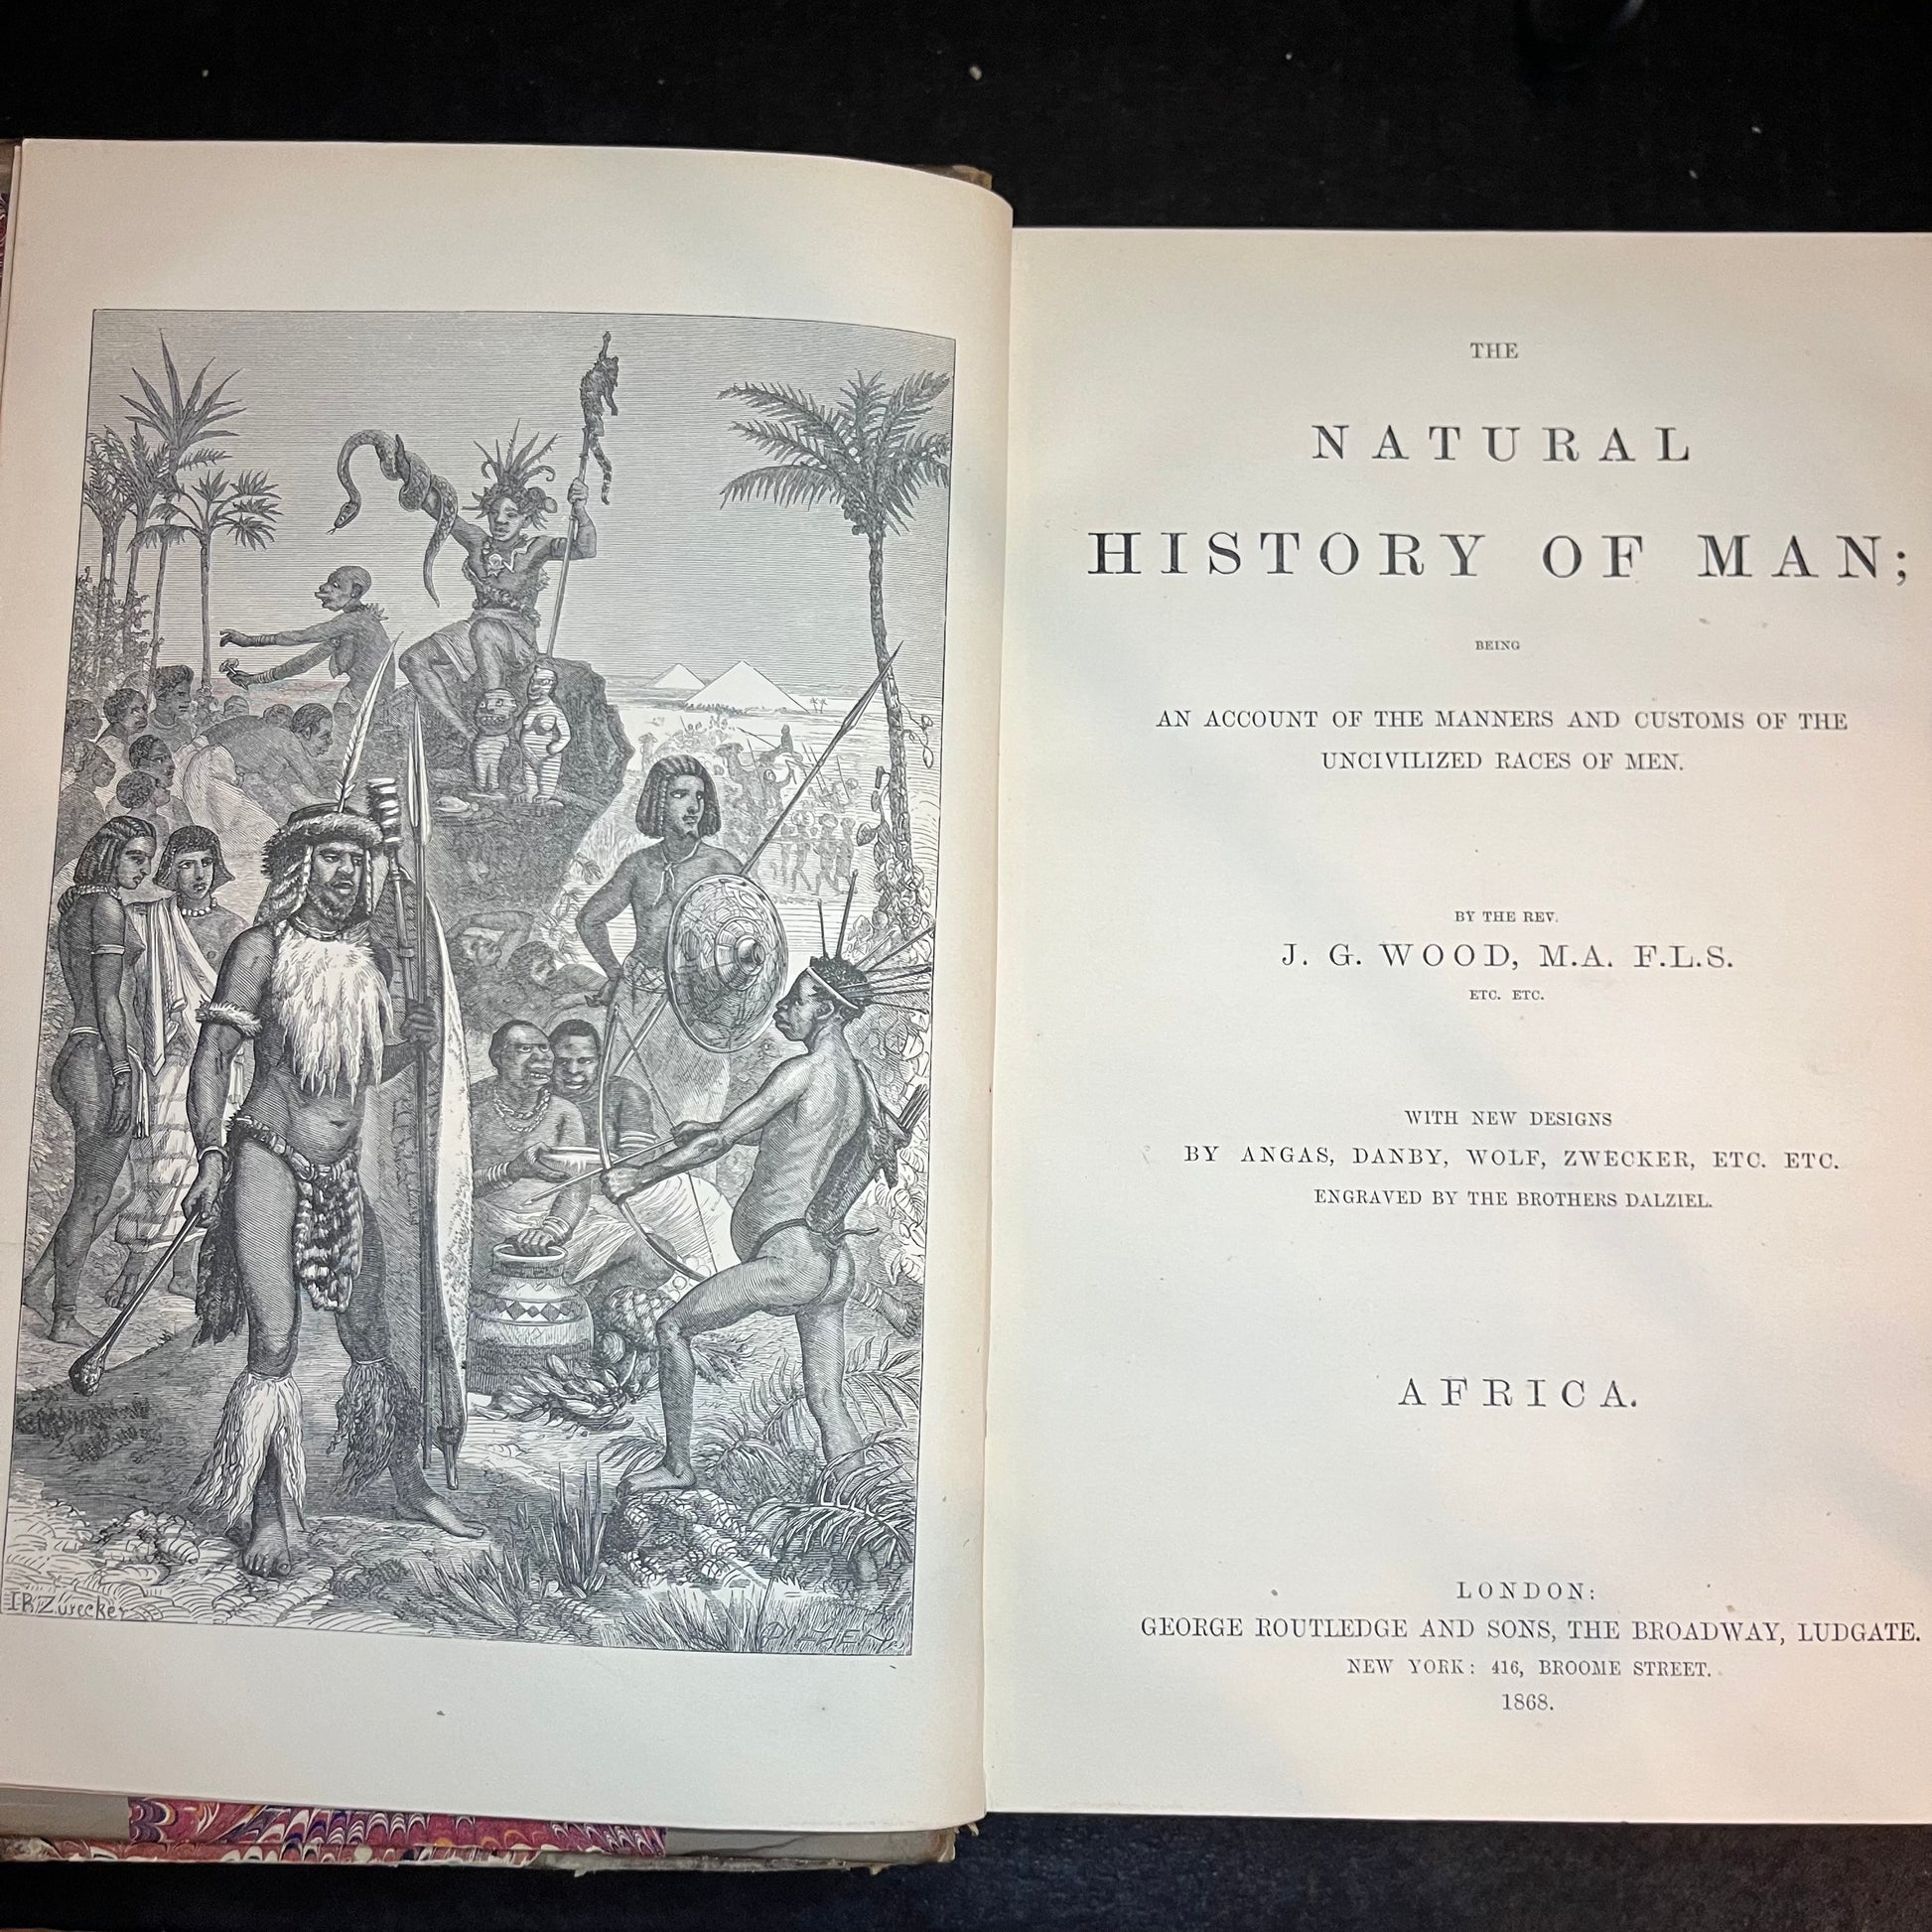 I B Zwecker
THE
NATURAL
HISTORY OF MAN;
BEING
AN ACCOUNT OF THE MANNERS AND CUSTOMS OF THE
UNCIVILIZED RACES OF MEN.
BY THE REV.
J. G. WOOD, M.A. F.L.S.
ETC. ETC.
WITH NEW DESIGNS
BY ANGAS, DANBY, WOLF, ZWECKER, ETC. ETC.
ENGRAVED BY THE BROTHERS DALZIEL.
AFRICA.
LONDON:
GEORGE ROUTLEDGE AND SONS, THE BROADWAY, LUDGATE.
NEW YORK: 416, BROOME STREET.
1868.